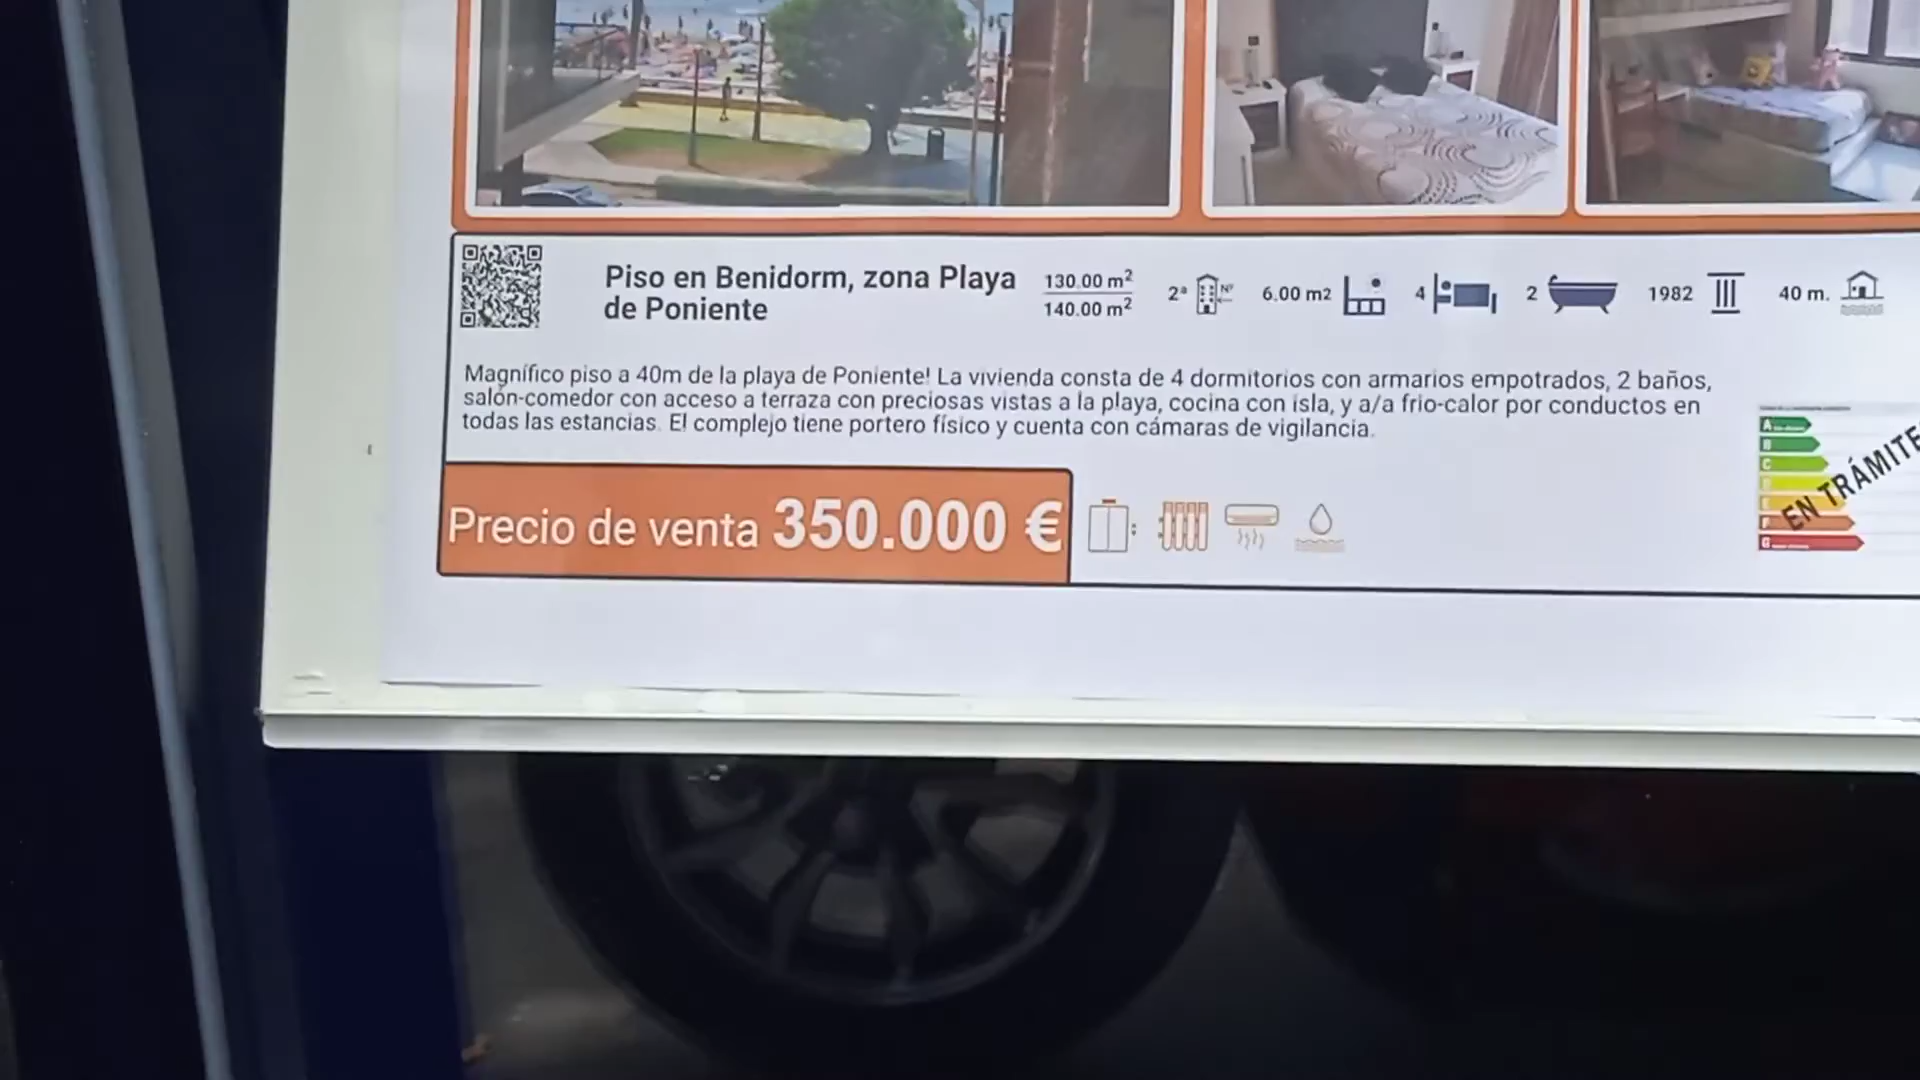 Piso en Benidorm, zona Playa
de Poniente
130.00 m²
140.00 m²
2ª
Nº
6.00 m2
4
2
1982
40 m.
Magnífico piso a 40m de la playa de Poniente! La vivienda consta de 4 dormitorios con armarios empotrados, 2 baños,
salón-comedor con acceso a terraza con preciosas vistas a la playa, cocina con isla, y a/a frio-calor por conductos en
todas las estancias. El complejo tiene portero físico y cuenta con cámaras de vigilancia.
Precio de venta 350.000 €
A
B
C
E
F
G
EN TRÁMITE